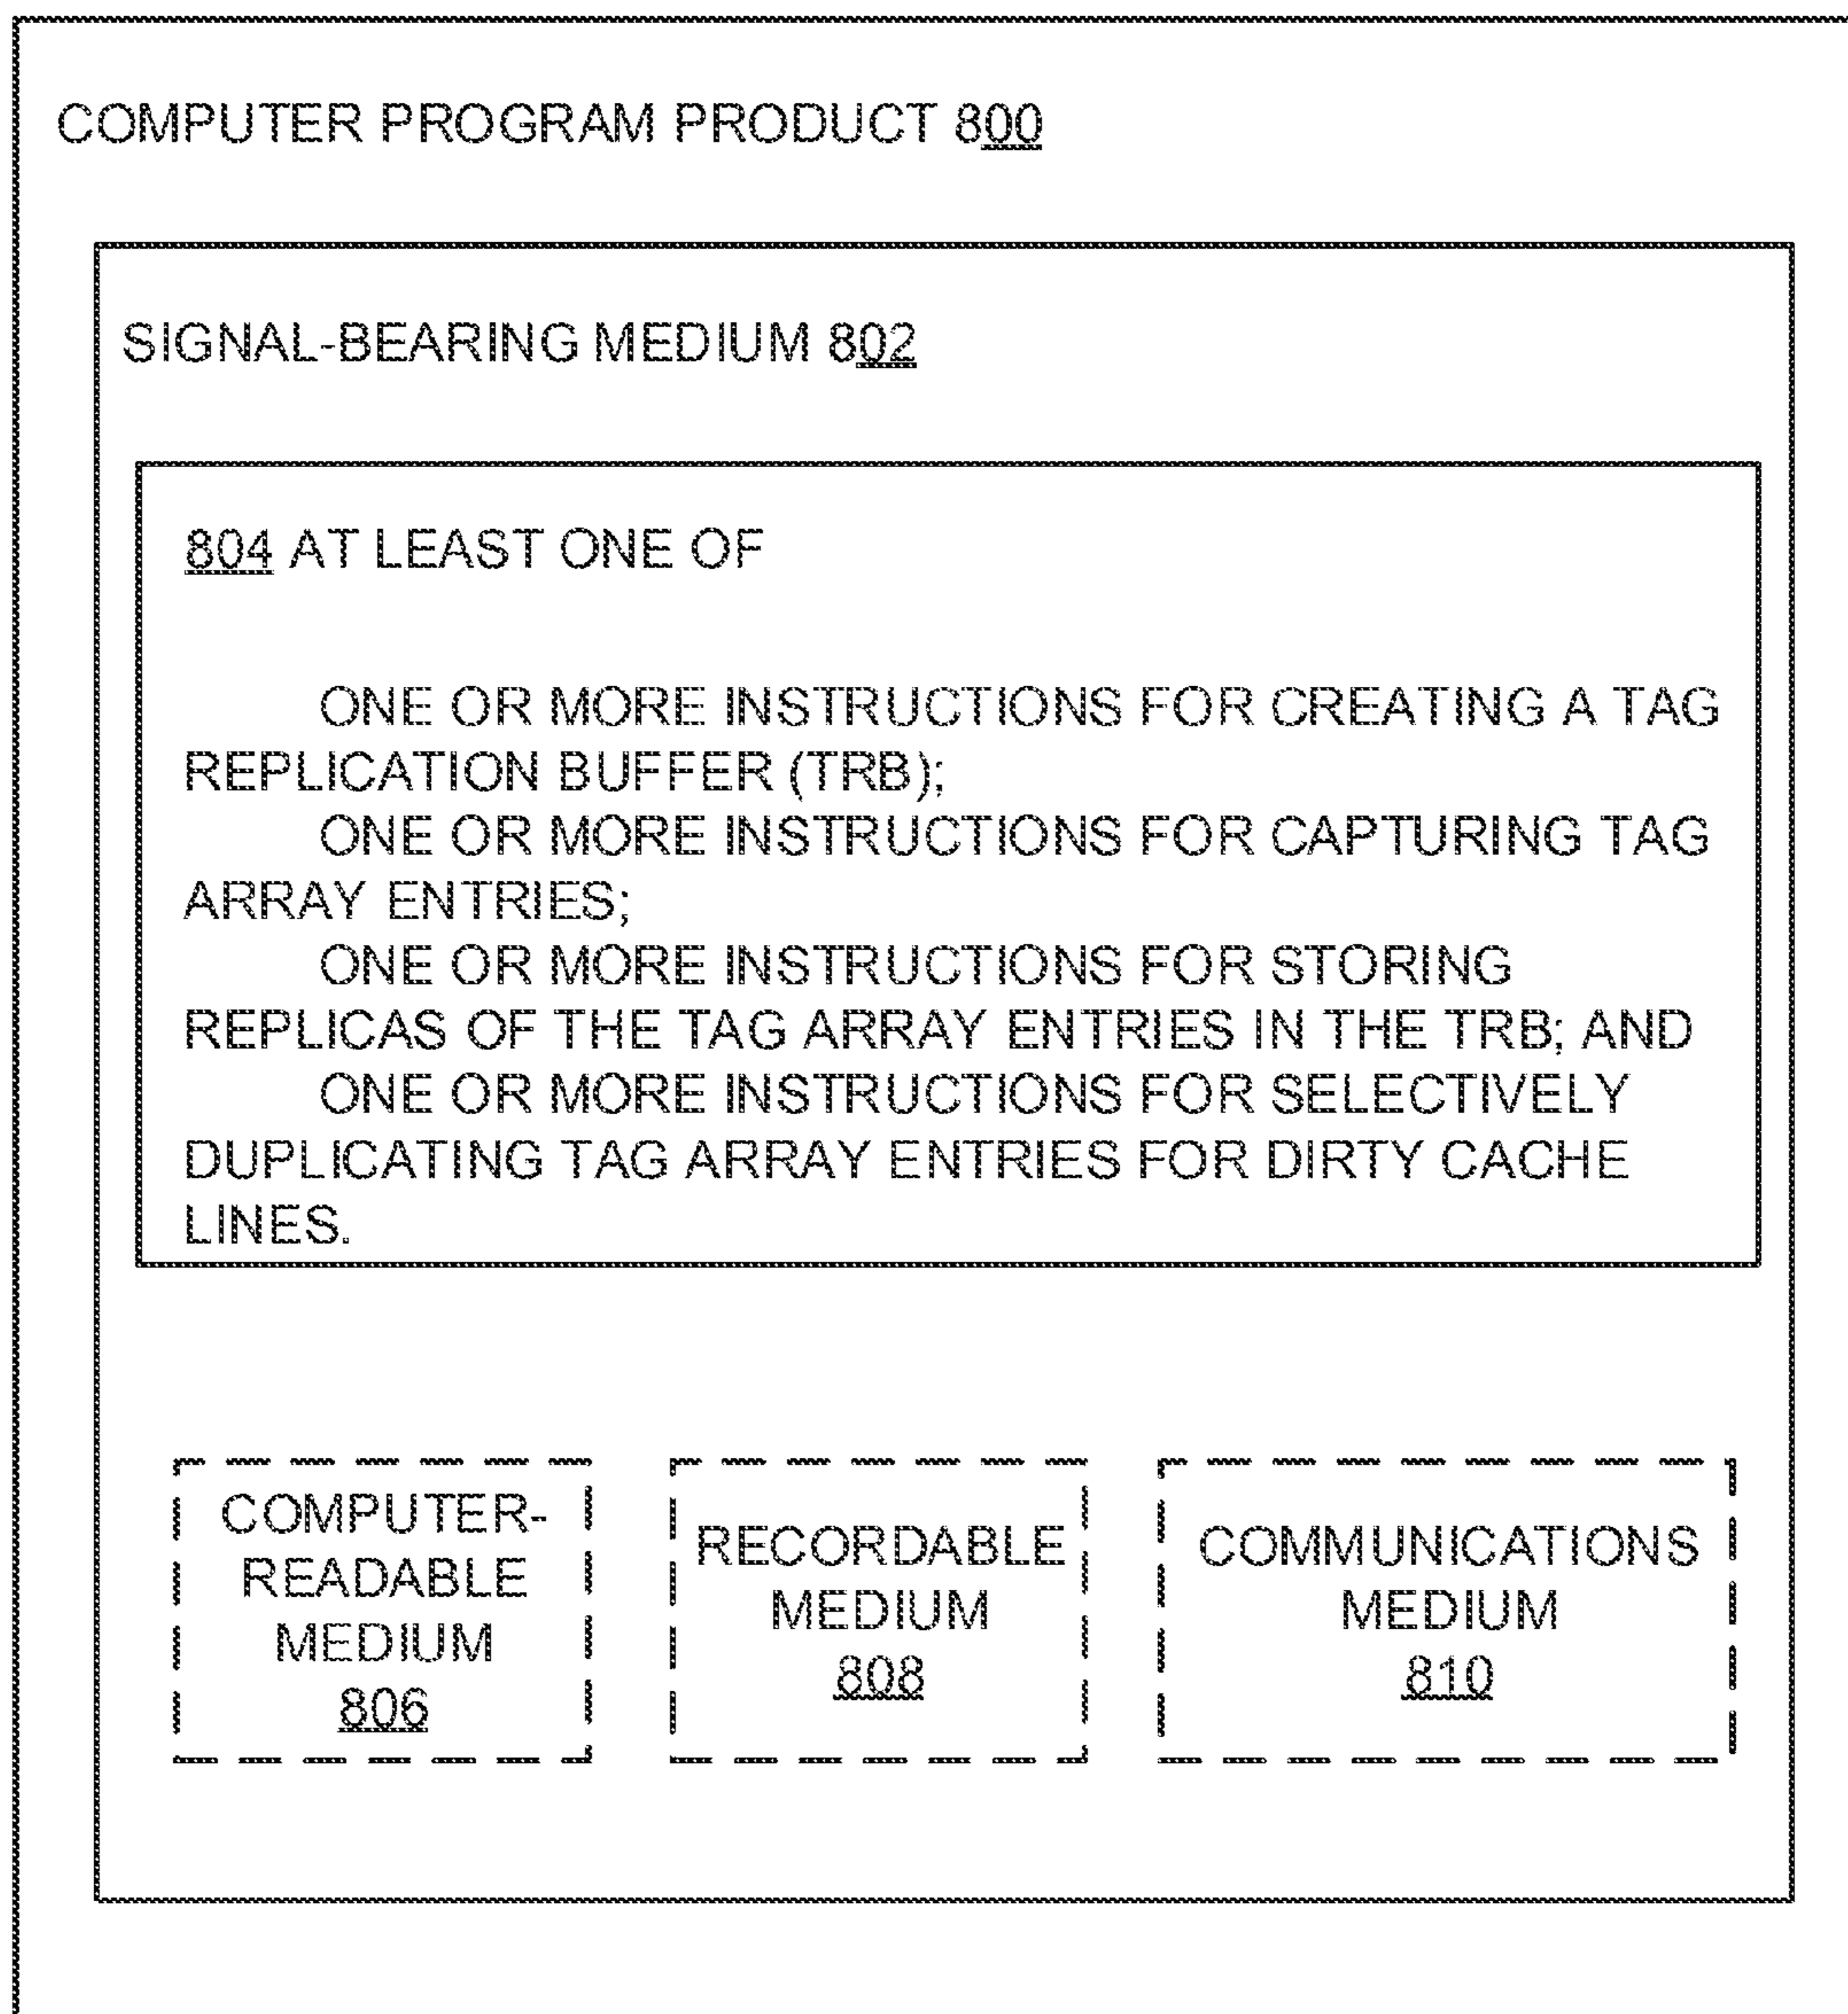 COMPUTER PROGRAM PRODUCT 800
SIGNAL-BEARING MEDIUM 802
804 AT LEAST ONE OF
ONE OR MORE INSTRUCTIONS FOR CREATING A TAG
REPLICATION BUFFER (TRB);
ONE OR MORE INSTRUCTIONS FOR CAPTURING TAG
ARRAY ENTRIES;
ONE OR MORE INSTRUCTIONS FOR STORING
REPLICAS OF THE TAG ARRAY ENTRIES IN THE TRB; AND
ONE OR MORE INSTRUCTIONS FOR SELECTIVELY
DUPLICATING TAG ARRAY ENTRIES FOR DIRTY CACHE
LINES.
COMPUTER-
READABLE
MEDIUM
806
RECORDABLE
MEDIUM
808
COMMUNICATIONS
MEDIUM
810